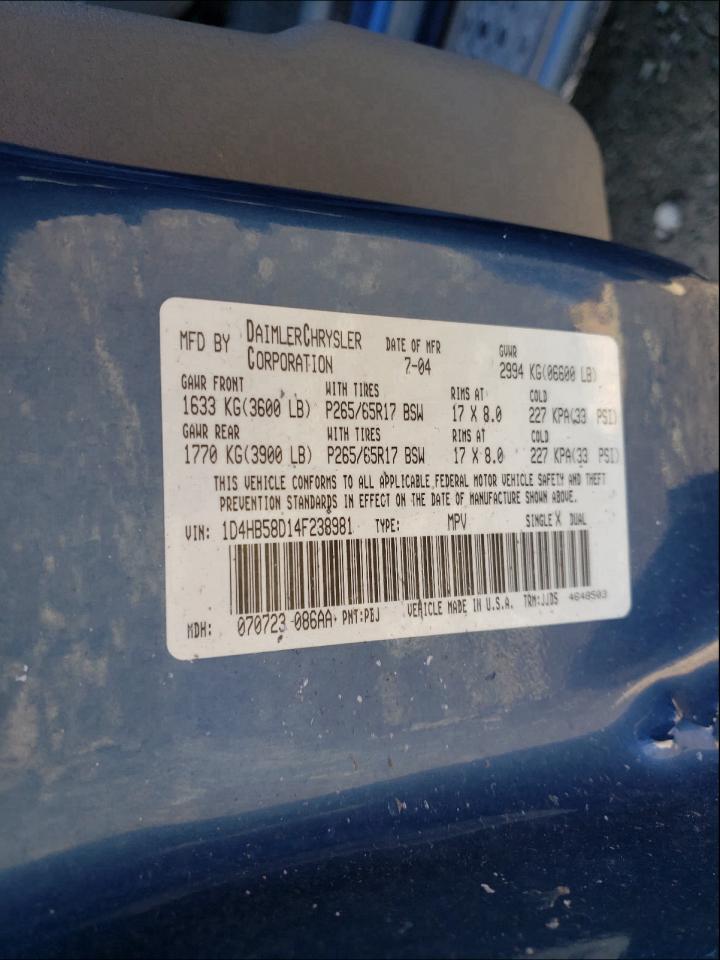 MFD BY DAIMLERCHRYSLER CORPORATION DATE OF MFR 7-04 GVWR 2994 KG(06600 LB)
GAWR FRONT WITH TIRES RIMS AT COLD
1633 KG(3600 LB) P265/65R17 BSW 17 X 8.0 227 KPA(33 PSI)
GAWR REAR WITH TIRES RIMS AT COLD
1770 KG(3900 LB) P265/65R17 BSW 17 X 8.0 227 KPA(33 PSI)
THIS VEHICLE CONFORMS TO ALL APPLICABLE FEDERAL MOTOR VEHICLE SAFETY AND THEFT
PREVENTION STANDARDS IN EFFECT ON THE DATE OF MANUFACTURE SHOWN ABOVE.
VIN: 1D4HB58D14F238981 TYPE: MPV SINGLE X DUAL
MDH: 070723 086AA PNT:PBJ VEHICLE MADE IN U.S.A. TRM:JJD5 4648503